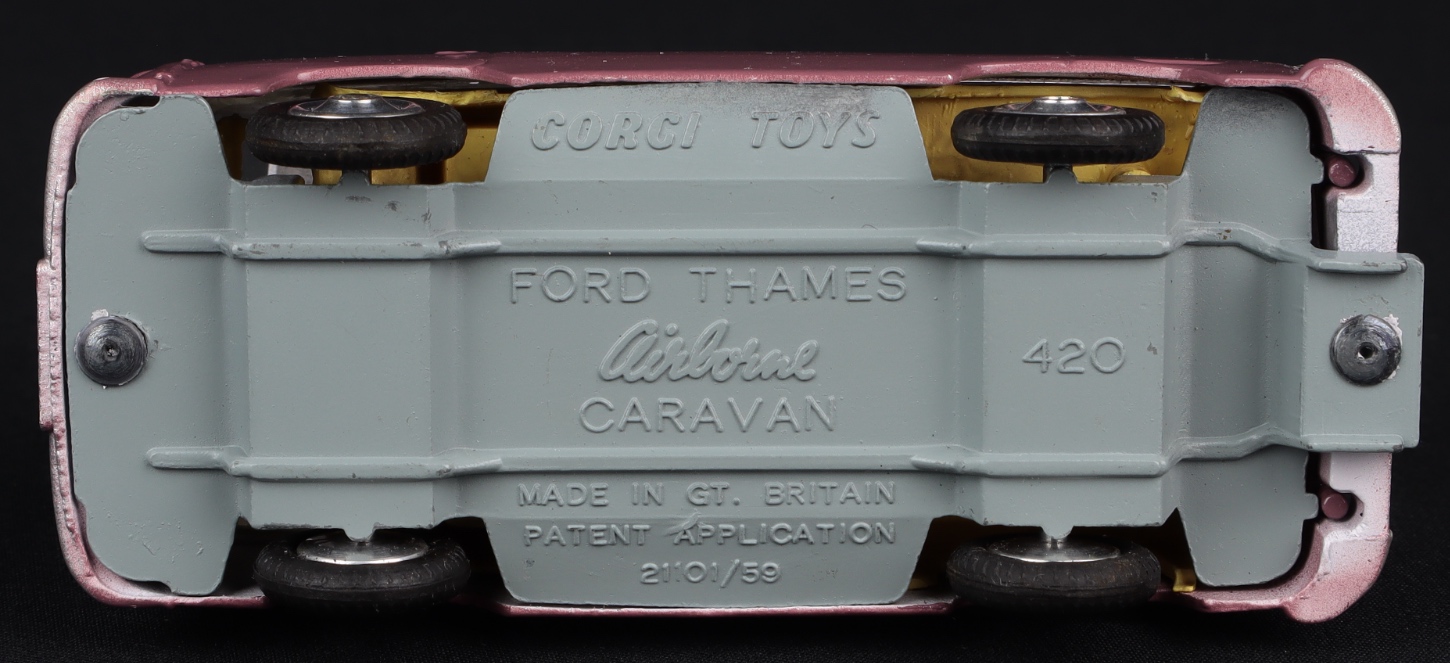 CORGI TOYS
FORD THAMES
Airborne
CARAVAN
420
MADE IN GT. BRITAIN
PATENT APPLICATION
21101/59